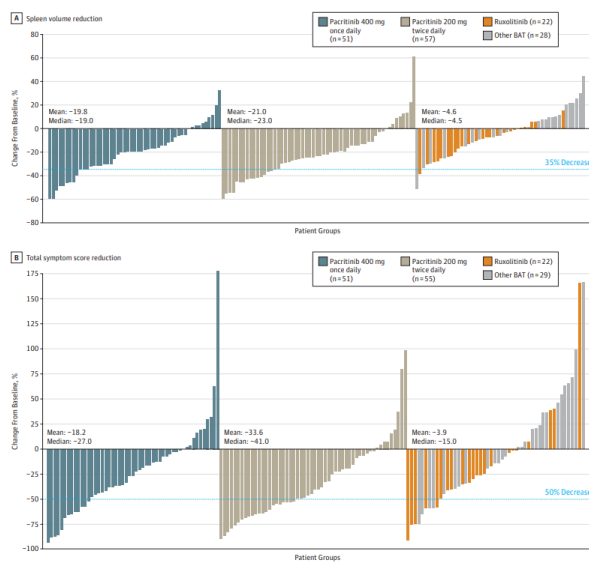 A Spleen volume reduction
Pacritinib 400 mg once daily (n=51)
Pacritinib 200 mg twice daily (n=57)
Ruxolitinib (n=22)
Other BAT (n=28)
Change From Baseline, %
80
60
40
20
0
−20
−40
−60
−80
Mean: −19.8
Median: −19.0
Mean: −21.0
Median: −23.0
Mean: −4.6
Median: −4.5
35% Decrease
Patient Groups
B Total symptom score reduction
Pacritinib 400 mg once daily (n=51)
Pacritinib 200 mg twice daily (n=55)
Ruxolitinib (n=22)
Other BAT (n=29)
Change From Baseline, %
175
150
125
100
75
50
25
0
−25
−50
−75
−100
Mean: −18.2
Median: −27.0
Mean: −33.6
Median: −41.0
Mean: −3.9
Median: −15.0
50% Decrease
Patient Groups